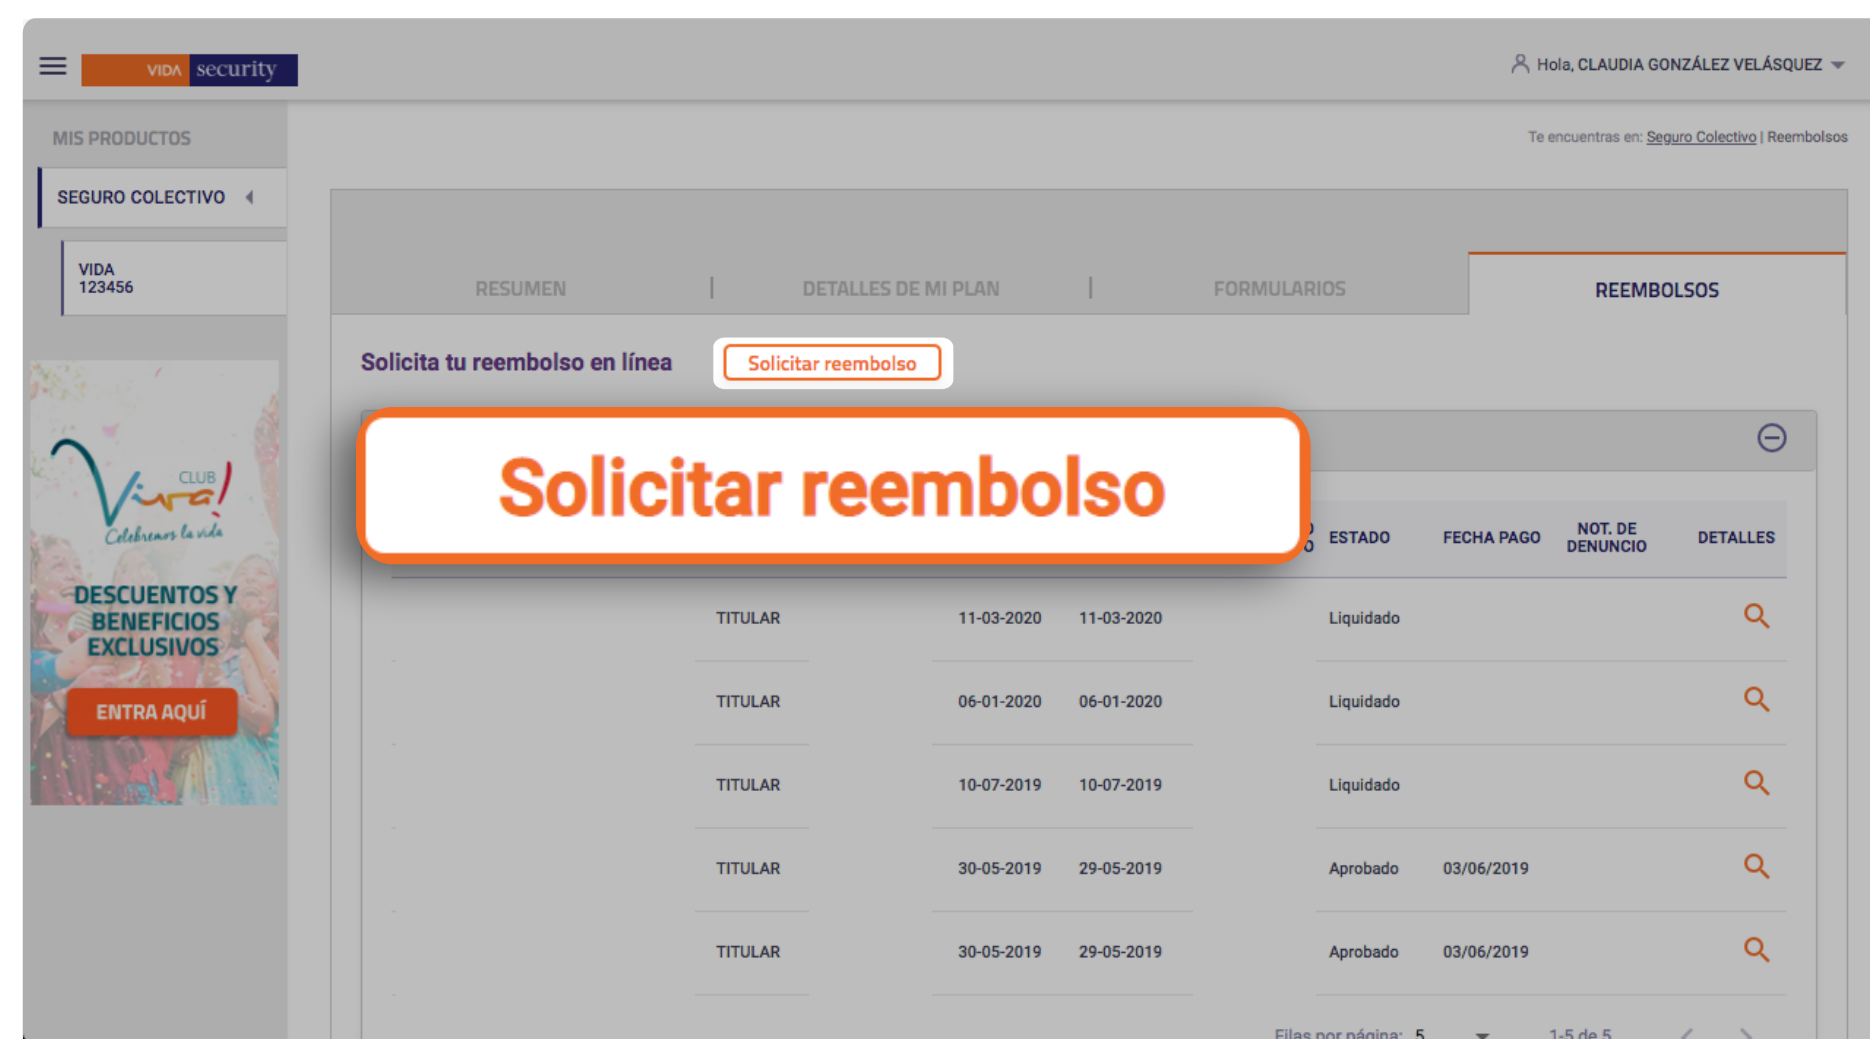 VIDA security
Hola, CLAUDIA GONZÁLEZ VELÁSQUEZ
MIS PRODUCTOS
Te encuentras en: Seguro Colectivo | Reembolsos
SEGURO COLECTIVO
VIDA
123456
RESUMEN | DETALLES DE MI PLAN | FORMULARIOS
REEMBOLSOS
Solicita tu reembolso en línea
Solicitar reembolso
Solicitar reembolso
CLUB
Viva!
Celebremos la vida
DESCUENTOS Y
BENEFICIOS
EXCLUSIVOS
ENTRA AQUÍ
ESTADO FECHA PAGO NOT. DE DENUNCIO DETALLES
TITULAR 11-03-2020 11-03-2020 Liquidado
TITULAR 06-01-2020 06-01-2020 Liquidado
TITULAR 10-07-2019 10-07-2019 Liquidado
TITULAR 30-05-2019 29-05-2019 Aprobado 03/06/2019
TITULAR 30-05-2019 29-05-2019 Aprobado 03/06/2019
Filas por página: 5 1-5 de 5